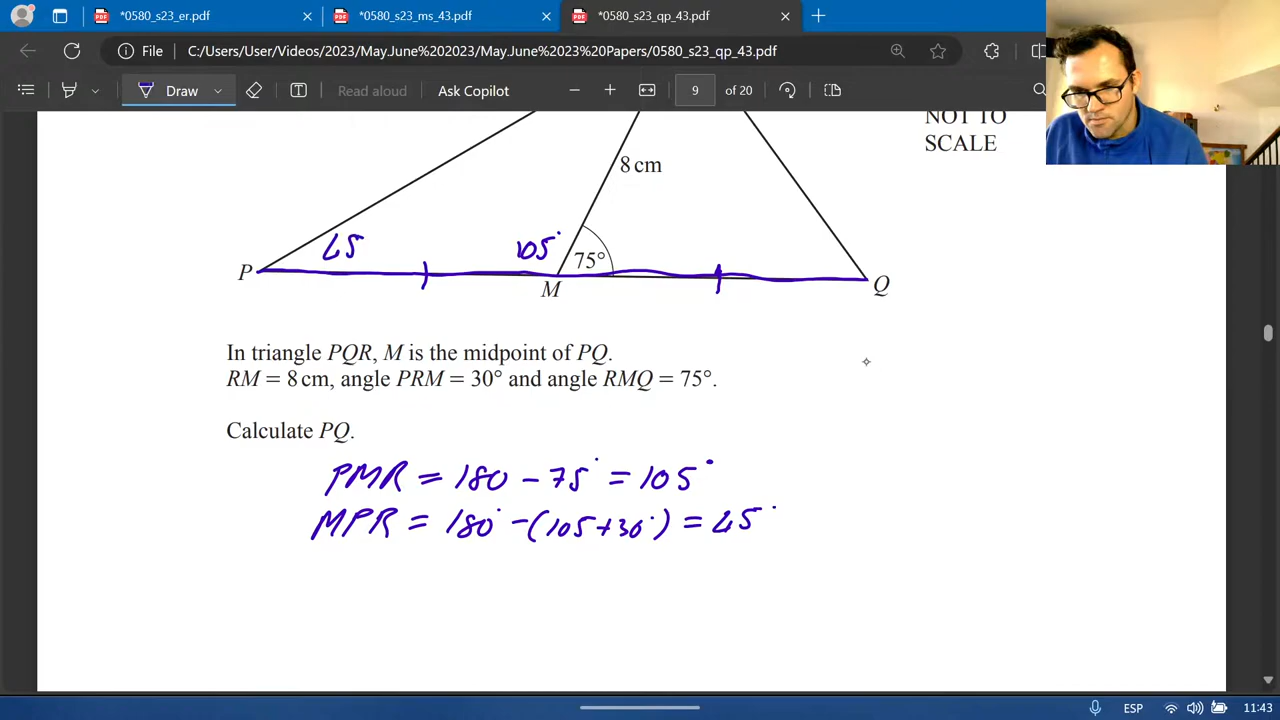 *0580_s23_er.pdf
*0580_s23_ms_43.pdf
*0580_s23_qp_43.pdf
File
C:/Users/User/Videos/2023/May.June%202023/May.June%2023%20Papers/0580_s23_qp_43.pdf
Draw
Read aloud
Ask Copilot
9
of 20
NOT TO
SCALE
8 cm
45
105°
75°
P
M
Q
In triangle PQR, M is the midpoint of PQ.
RM = 8 cm, angle PRM = 30° and angle RMQ = 75°.
Calculate PQ.
PMR = 180 - 75° = 105°
MPR = 180° - (105+30°) = 45°
ESP
11:43